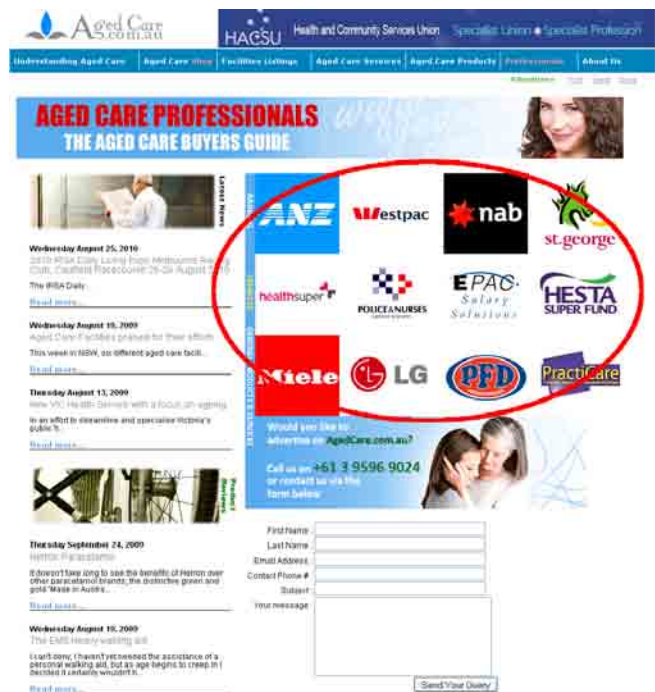 Aged Care
.com.au
HACSU Health and Community Services Union Specialist Union Specialist Profession
Understanding Aged Care Aged Care Shop Facilities Listings Aged Care Services Aged Care Products Professionals About Us
AGED CARE PROFESSIONALS
THE AGED CARE BUYERS GUIDE
Latest News
ANZ
Westpac
nab
st.george
Wednesday August 25, 2010
The IRSA Daily
Read more...
healthsuper
POLICE&NURSES
EPAC
Salary
Solutions
HESTA
SUPER FUND
Wednesday August 19, 2009
Aged Care Facilities praised for their efforts
This week in NSW, six different aged care facili...
Read more...
Miele
LG
PFD
PractiCare
Thursday August 13, 2009
New VIC Health Service with a focus on ageing
In an effort to streamline and specialise Victoria's
public h...
Read more...
Would you like to
advertise on AgedCare.com.au?
Call us on +61 3 9596 9024
or contact us via the
form below
Product
Reviews
First Name
Last Name
Email Address
Contact Phone #
Subject
Your message
Send Your Query
Thursday September 24, 2009
Herron Paracetamol
It doesn't take long to see the benefits of Herron over
other paracetamol brands; the distinctive green and
gold 'Made in Austra...
Read more...
Wednesday August 19, 2009
The EMS Heavy walking aid
I can't deny, I haven't yet needed the assistance of a
personal walking aid, but as age begins to creep in I
decided it certainly wouldn't h...
Read more...